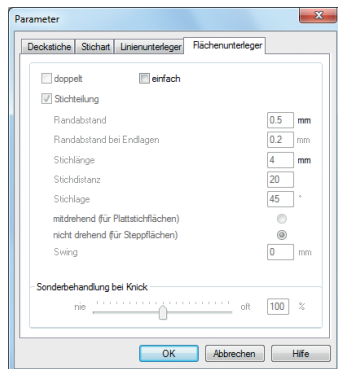 Parameter
Deckstiche Stichart Linienunterleger Flächenunterleger
doppelt einfach
Stichteilung
Randabstand 0.5 mm
Randabstand bei Endlagen 0.2 mm
Stichlänge 4 mm
Stichdistanz 20
Stichlage 45 °
mitdrehend (für Plattstichflächen)
nicht drehend (für Steppflächen)
Swing 0 mm
Sonderbehandlung bei Knick
nie oft 100 %
OK Abbrechen Hilfe